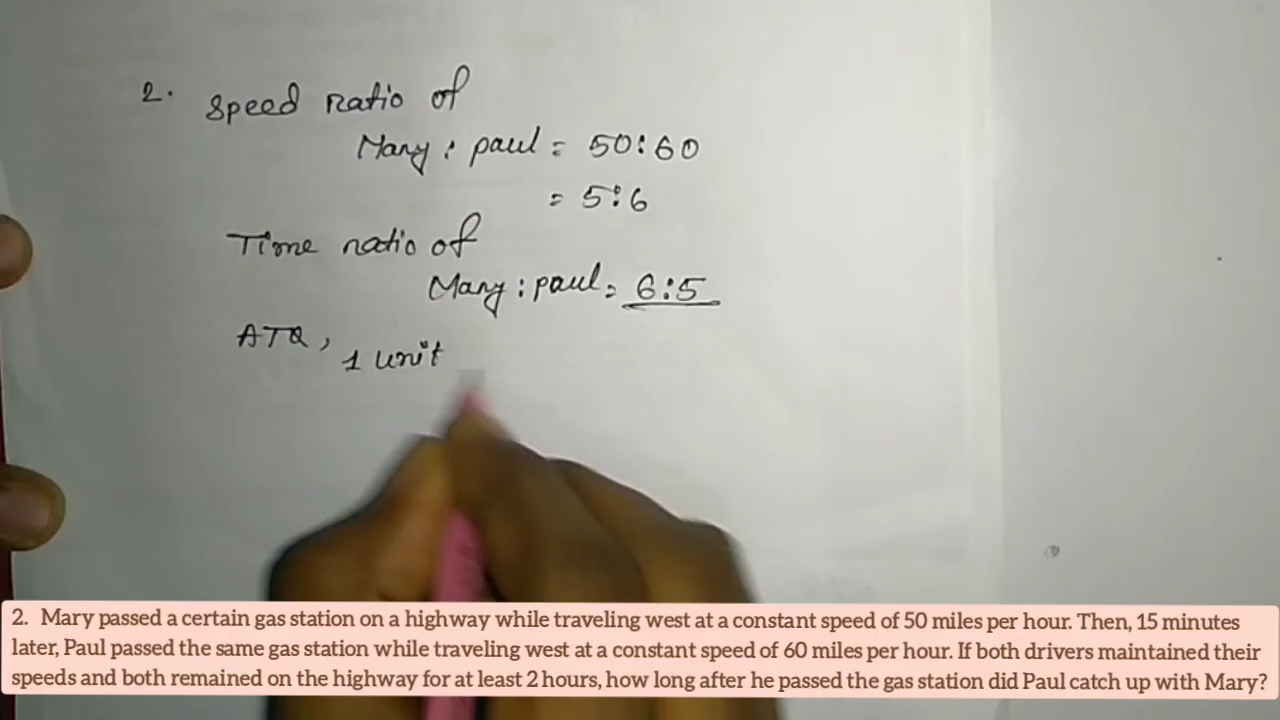 2. Speed ratio of
Mary : paul = 50:60
= 5:6
Time ratio of
Mary : paul = 6:5
ATQ, 1 unit
2. Mary passed a certain gas station on a highway while traveling west at a constant speed of 50 miles per hour. Then, 15 minutes
later, Paul passed the same gas station while traveling west at a constant speed of 60 miles per hour. If both drivers maintained their
speeds and both remained on the highway for at least 2 hours, how long after he passed the gas station did Paul catch up with Mary?